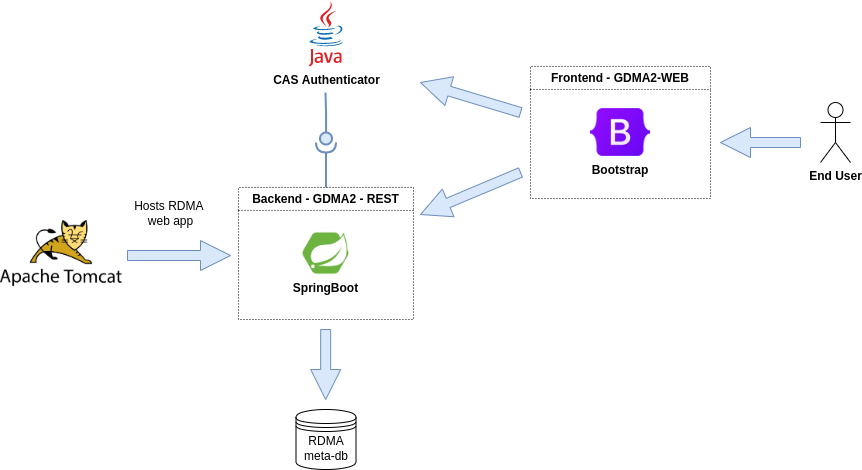 Java
CAS Authenticator
Frontend - GDMA2-WEB
B
Bootstrap
End User
Backend - GDMA2 - REST
Hosts RDMA
web app
Apache Tomcat
SpringBoot
RDMA
meta-db